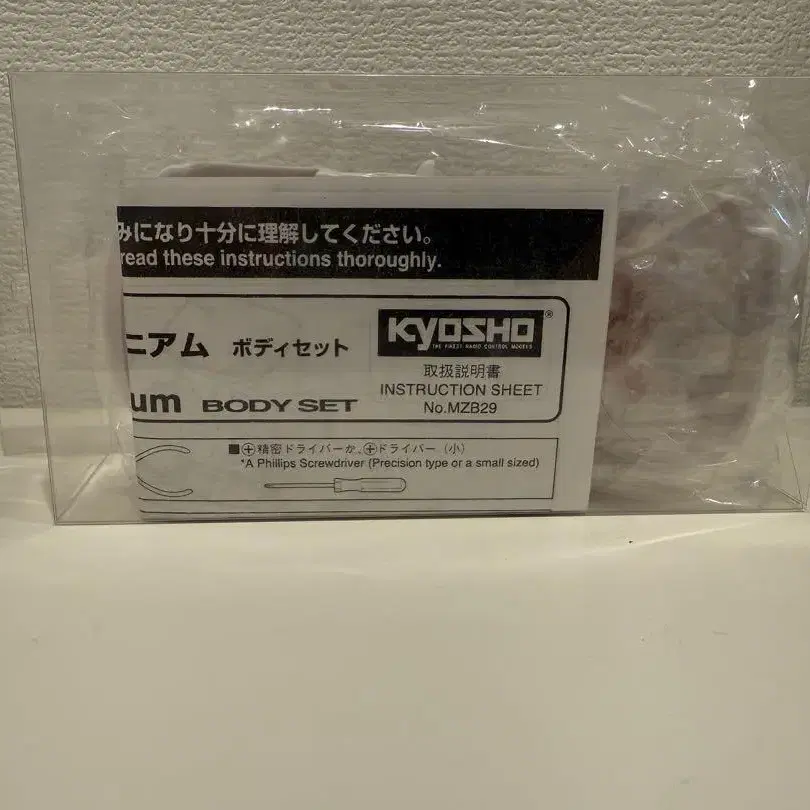 みになり十分に理解してください。
read these instructions thoroughly.
ニアム ボディセット
um BODY SET
KYOSHO®
THE FINEST RADIO CONTROL MODELS
取扱説明書
INSTRUCTION SHEET
No.MZB29
■⊕精密ドライバーか、⊕ドライバー（小）
*A Phillips Screwdriver (Precision type or a small sized)